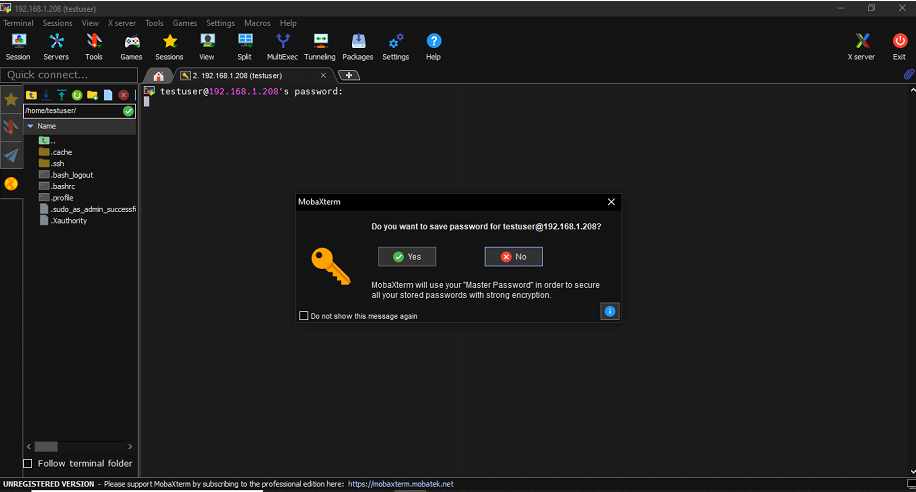 192.168.1.208 (testuser)
Terminal Sessions View X server Tools Games Settings Macros Help
Session Servers Tools Games Sessions View Split MultiExec Tunneling Packages Settings Help X server Exit
Quick connect...
2. 192.168.1.208 (testuser)
/home/testuser/
Name
..
.cache
.ssh
.bash_logout
.bashrc
.profile
.sudo_as_admin_successf
.Xauthority
testuser@192.168.1.208's password:
MobaXterm
Do you want to save password for testuser@192.168.1.208?
Yes No
MobaXterm will use your "Master Password" in order to secure
all your stored passwords with strong encryption.
Do not show this message again
Follow terminal folder
UNREGISTERED VERSION - Please support MobaXterm by subscribing to the professional edition here: https://mobaxterm.mobatek.net